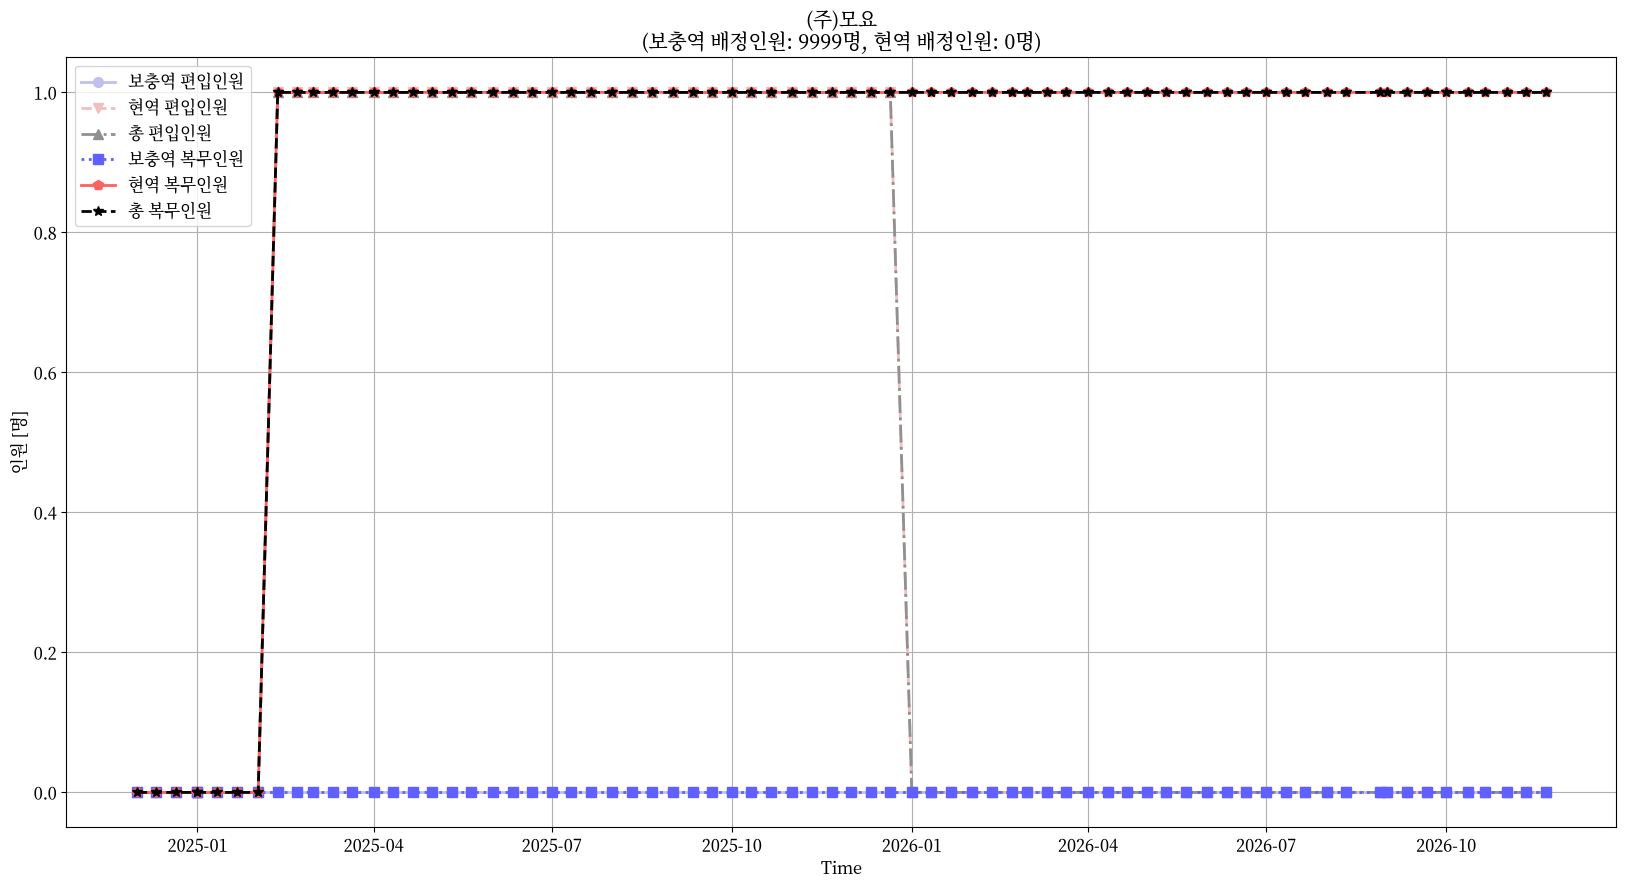 (주)모요
(보충역 배정인원: 9999명, 현역 배정인원: 0명)
보충역 편입인원
현역 편입인원
총 편입인원
보충역 복무인원
현역 복무인원
총 복무인원
인원 [명]
1.0
0.8
0.6
0.4
0.2
0.0
2025-01
2025-04
2025-07
2025-10
2026-01
2026-04
2026-07
2026-10
Time